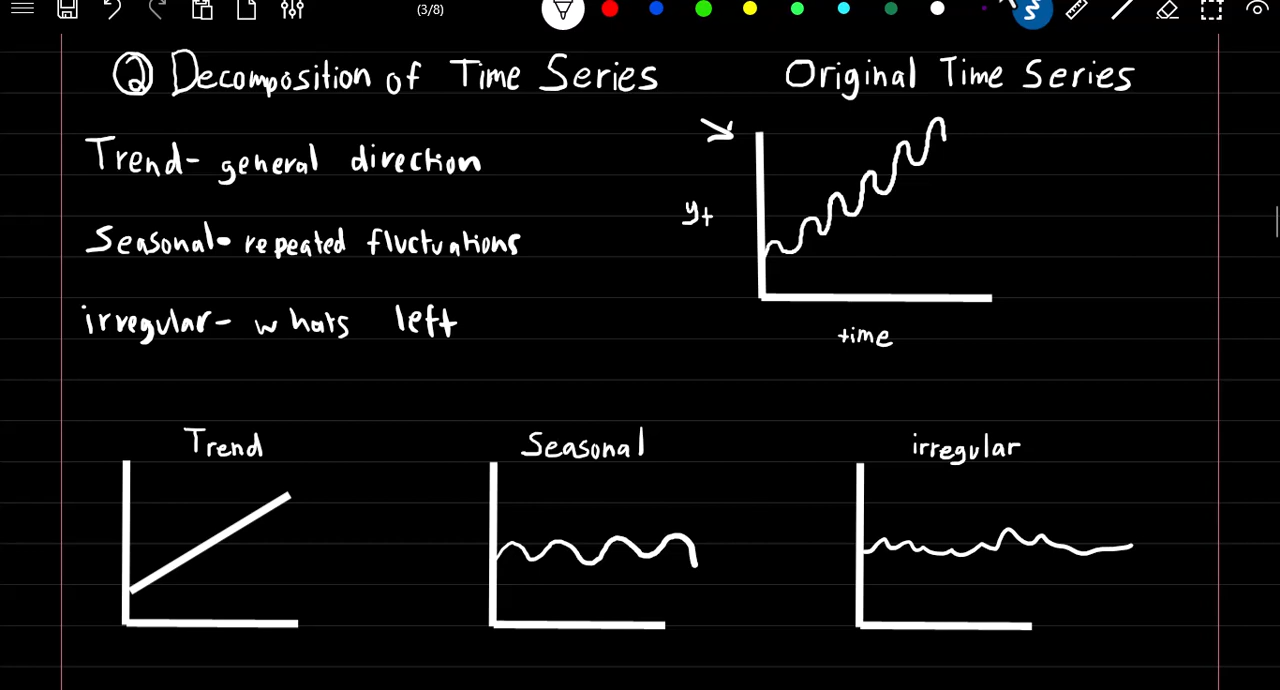 (3/8)
② Decomposition of Time Series
Original Time Series
Trend- general direction
Seasonal- repeated fluctuations
irregular- whats left
yt
time
Trend
Seasonal
irregular